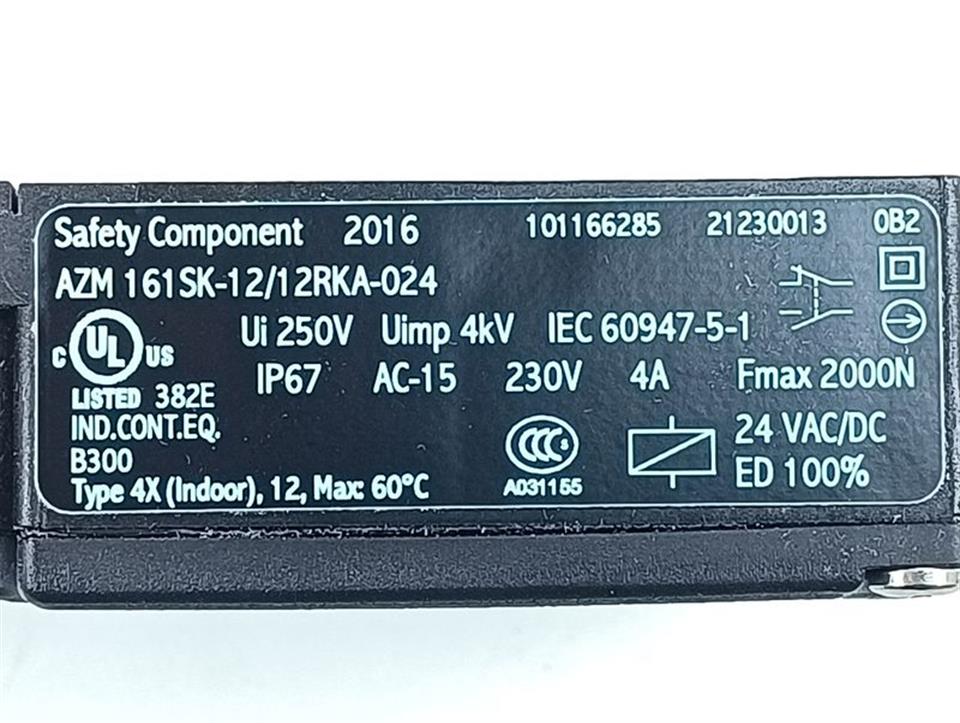 Safety Component 2016 101166285 21230013 0B2
AZM 161SK-12/12RKA-024
Ui 250V Uimp 4kV IEC 60947-5-1
C UL US
IP67 AC-15 230V 4A Fmax 2000N
LISTED 382E
IND.CONT.EQ.
B300
Type 4X (Indoor), 12, Max: 60°C
CCC S
A031155
24 VAC/DC
ED 100%